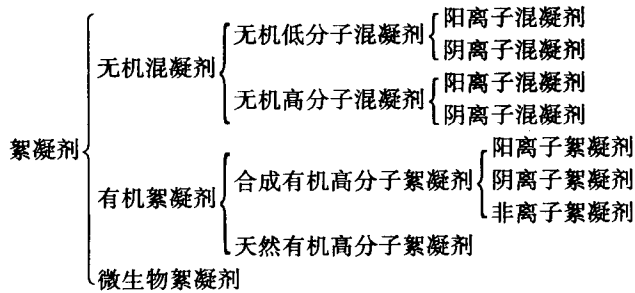 阳离子混凝剂
无机低分子混凝剂
阴离子混凝剂
无机混凝剂
阳离子混凝剂
无机高分子混凝剂
阴离子混凝剂
絮凝剂
阳离子絮凝剂
有机絮凝剂
合成有机高分子絮凝剂
阴离子絮凝剂
非离子絮凝剂
天然有机高分子絮凝剂
微生物絮凝剂